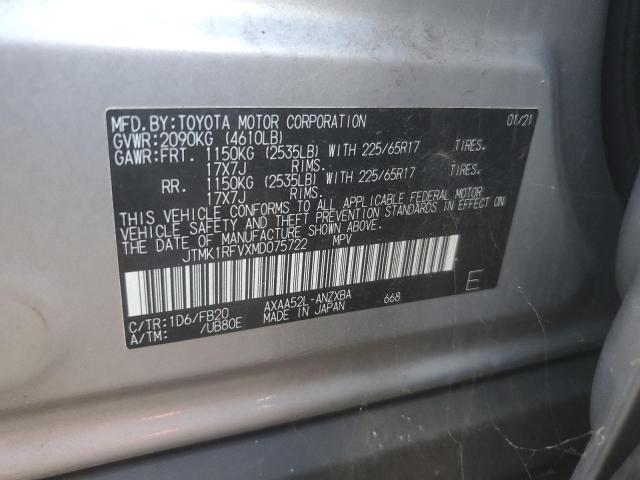 MFD.BY:TOYOTA MOTOR CORPORATION 01/21
GVWR:2090KG (4610LB)
GAWR:FRT. 1150KG (2535LB) WITH 225/65R17 TIRES.
17X7J RIMS.
RR. 1150KG (2535LB) WITH 225/65R17 TIRES.
17X7J RIMS.
THIS VEHICLE CONFORMS TO ALL APPLICABLE FEDERAL MOTOR
VEHICLE SAFETY AND THEFT PREVENTION STANDARDS IN EFFECT ON
THE DATE OF MANUFACTURE SHOWN ABOVE.
JTMK1RFVXMD075722 MPV
E
C/TR:1D6/FB20 AXAA52L-ANZXBA 668
A/TM: /UB80E MADE IN JAPAN